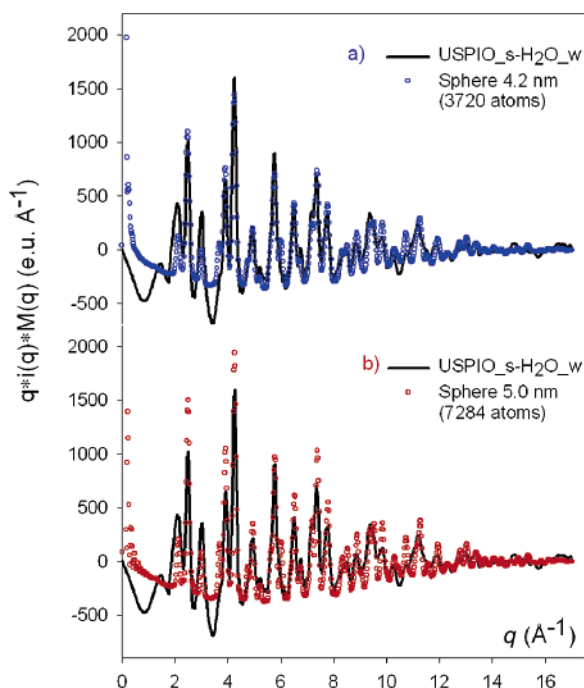 2000
a)
USPIO_s-H₂O_w
Sphere 4.2 nm
(3720 atoms)
1500
1000
500
0
-500
q*i(q)*M(q) (e.u. Å⁻¹)
2000
b)
USPIO_s-H₂O_w
Sphere 5.0 nm
(7284 atoms)
1500
1000
500
0
-500
q (Å⁻¹)
0 2 4 6 8 10 12 14 16